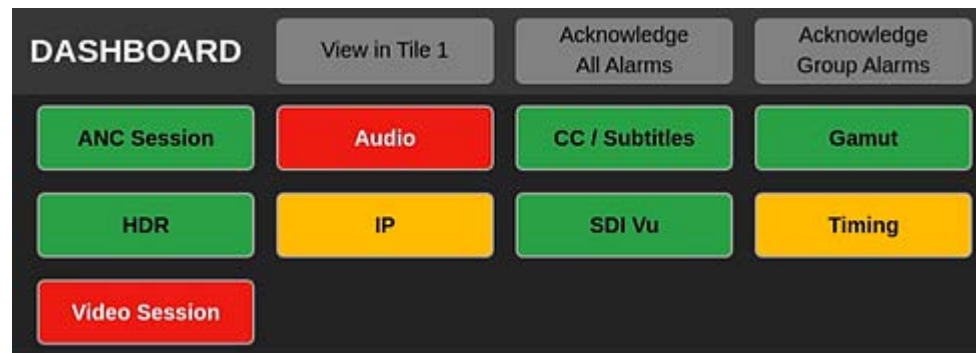 DASHBOARD
View in Tile 1
Acknowledge
All Alarms
Acknowledge
Group Alarms
ANC Session
Audio
CC / Subtitles
Gamut
HDR
IP
SDI Vu
Timing
Video Session